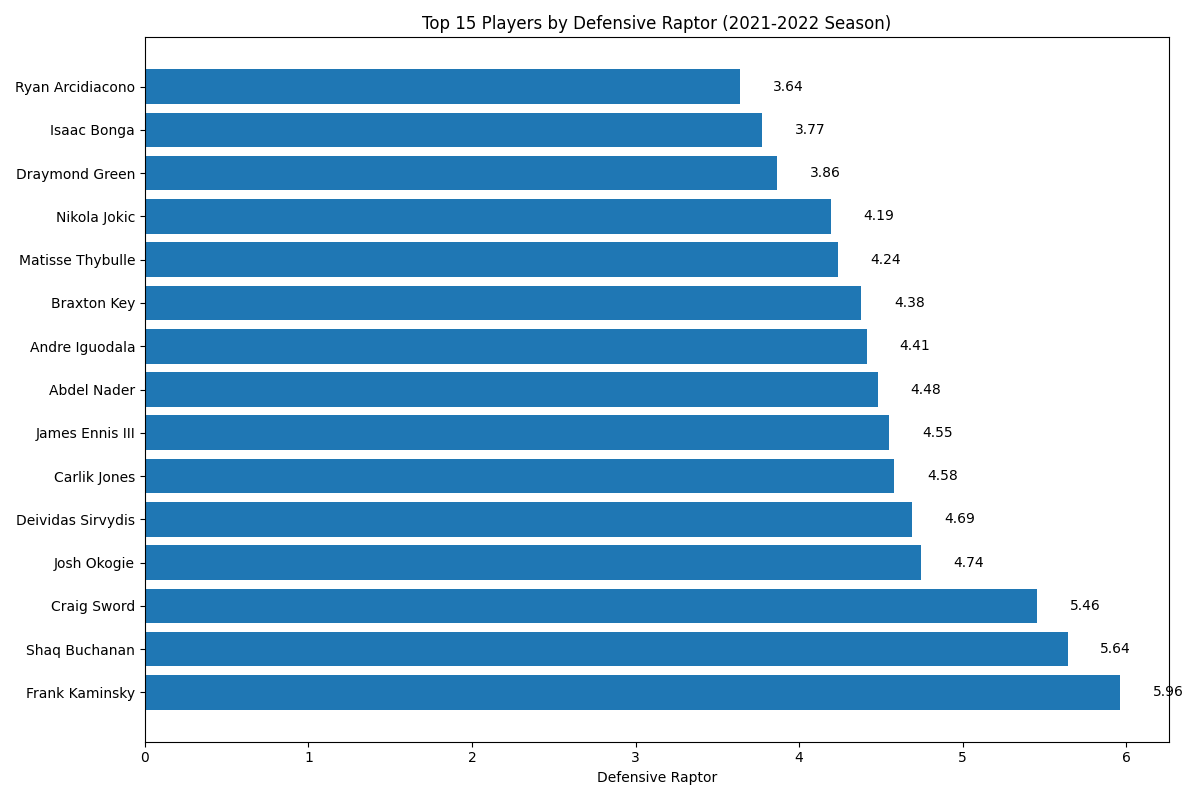 Top 15 Players by Defensive Raptor (2021-2022 Season)
Ryan Arcidiacono 3.64
Isaac Bonga 3.77
Draymond Green 3.86
Nikola Jokic 4.19
Matisse Thybulle 4.24
Braxton Key 4.38
Andre Iguodala 4.41
Abdel Nader 4.48
James Ennis III 4.55
Carlik Jones 4.58
Deividas Sirvydis 4.69
Josh Okogie 4.74
Craig Sword 5.46
Shaq Buchanan 5.64
Frank Kaminsky 5.96
0 1 2 3 4 5 6
Defensive Raptor